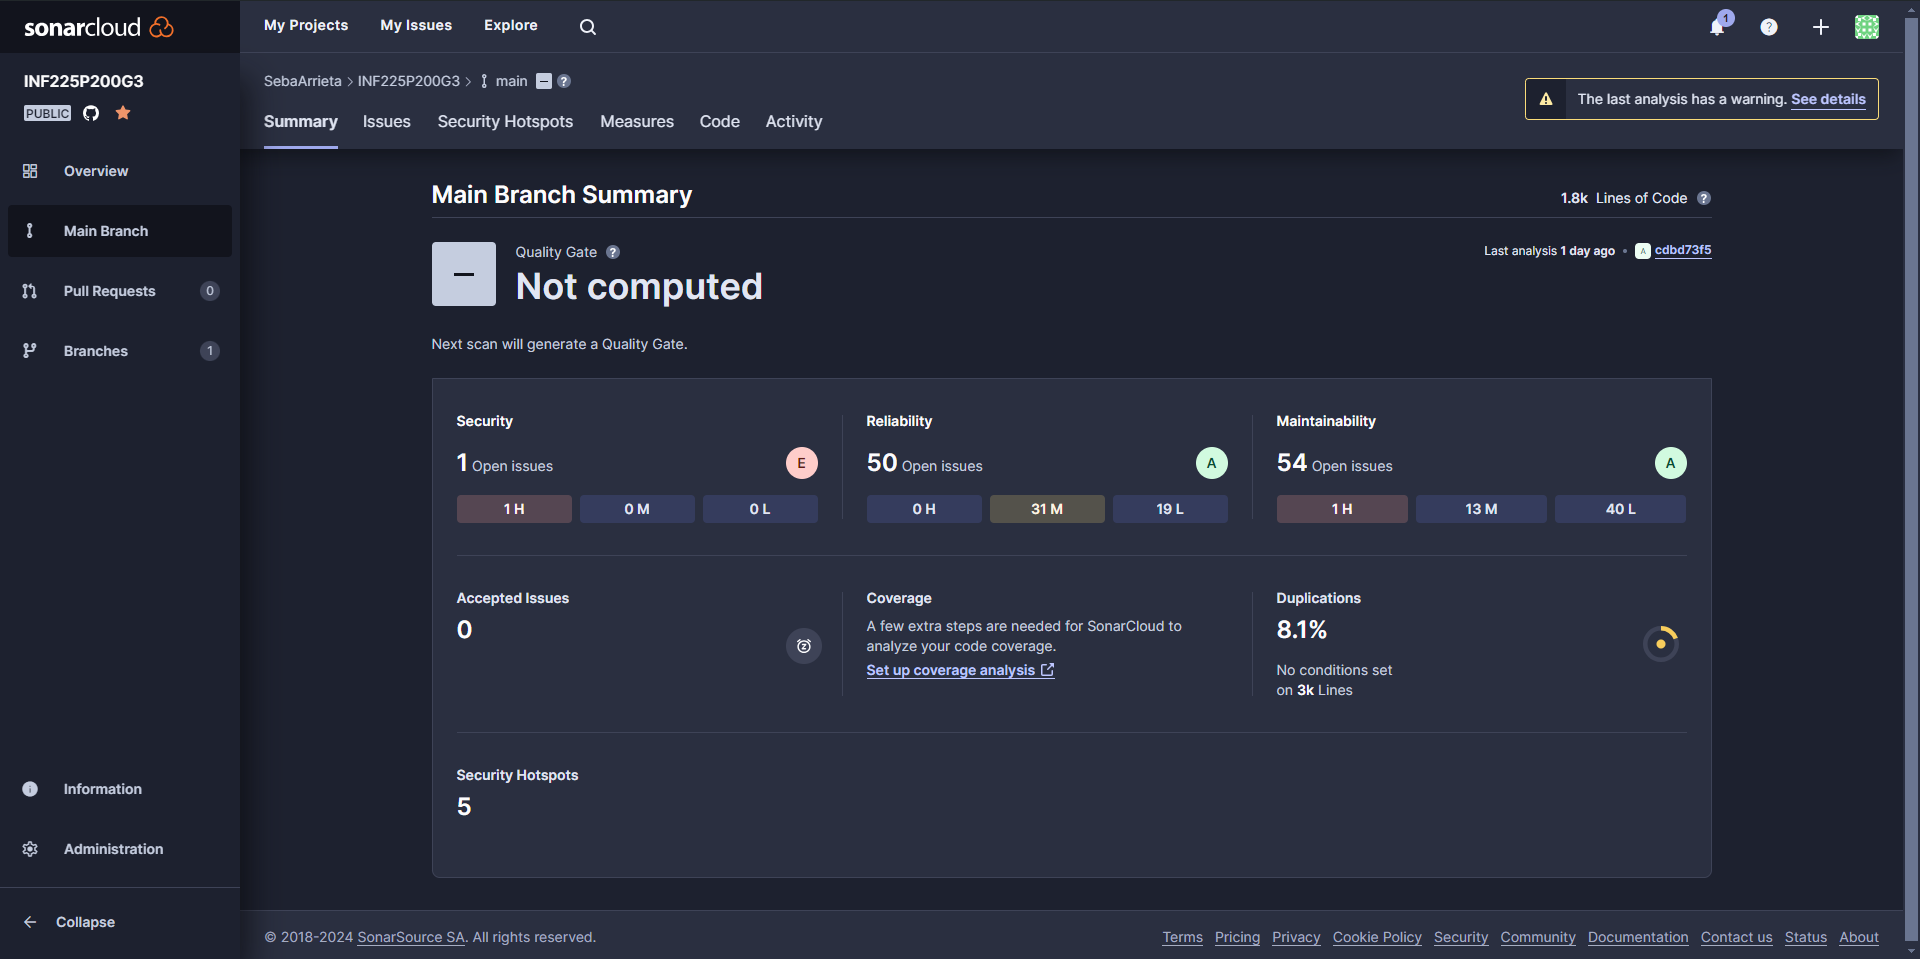 sonarcloud
My Projects
My Issues
Explore
1
?
INF225P200G3
PUBLIC
Overview
Main Branch
Pull Requests
0
Branches
1
Information
Administration
Collapse
SebaArrieta
INF225P200G3
main
?
Summary
Issues
Security Hotspots
Measures
Code
Activity
The last analysis has a warning. See details
Main Branch Summary
1.8k Lines of Code ?
Quality Gate ?
Not computed
Last analysis 1 day ago • A cdbd73f5
Next scan will generate a Quality Gate.
Security
1 Open issues
E
1 H
0 M
0 L
Reliability
50 Open issues
A
0 H
31 M
19 L
Maintainability
54 Open issues
A
1 H
13 M
40 L
Accepted Issues
0
Coverage
A few extra steps are needed for SonarCloud to
analyze your code coverage.
Set up coverage analysis
Duplications
8.1%
No conditions set
on 3k Lines
Security Hotspots
5
© 2018-2024 SonarSource SA. All rights reserved.
Terms
Pricing
Privacy
Cookie Policy
Security
Community
Documentation
Contact us
Status
About